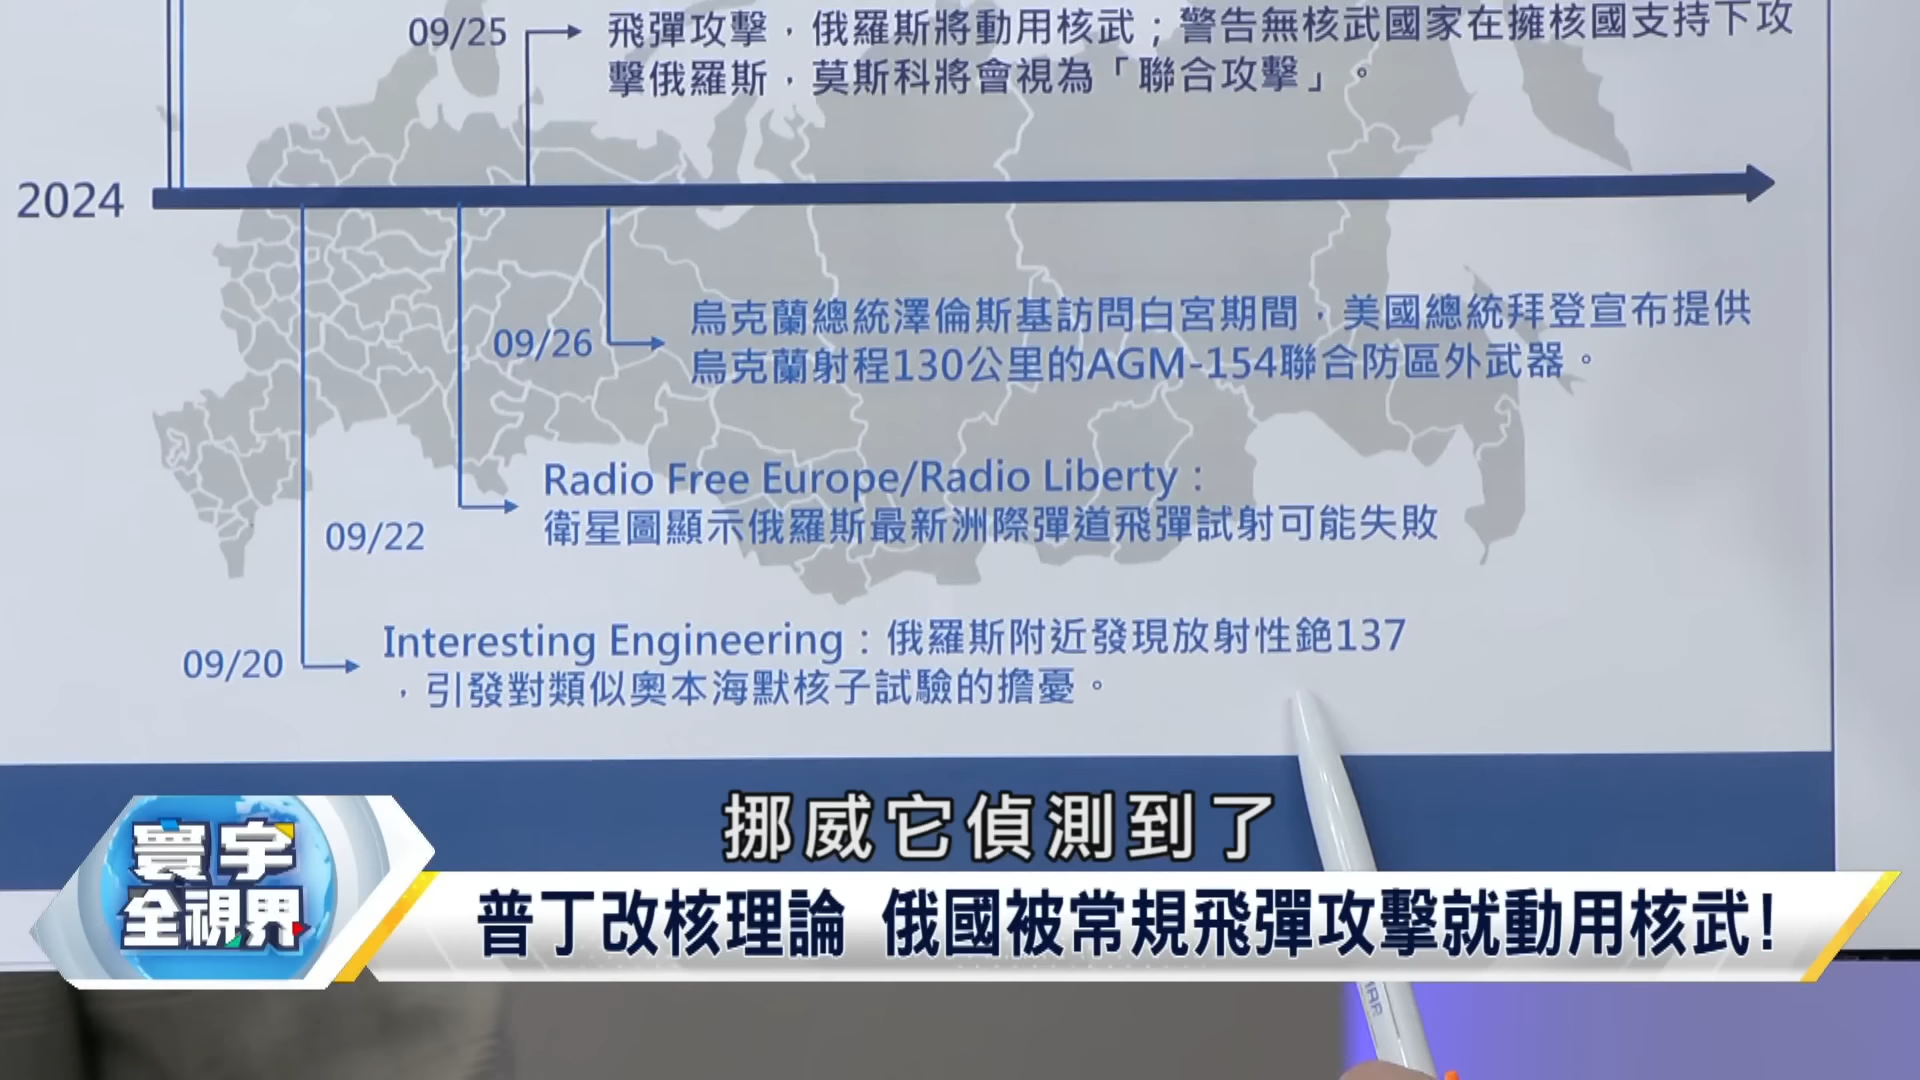 09/25
飛彈攻擊，俄羅斯將動用核武；警告無核武國家在擁核國支持下攻
擊俄羅斯，莫斯科將會視為「聯合攻擊」。
2024
09/26
烏克蘭總統澤倫斯基訪問白宮期間，美國總統拜登宣布提供
烏克蘭射程130公里的AGM-154聯合防區外武器。
09/22
Radio Free Europe/Radio Liberty：
衛星圖顯示俄羅斯最新洲際彈道飛彈試射可能失敗
09/20
Interesting Engineering：俄羅斯附近發現放射性銫137
，引發對類似奧本海默核子試驗的擔憂。
挪威它偵測到了
寰宇
全視界
普丁改核理論 俄國被常規飛彈攻擊就動用核武!